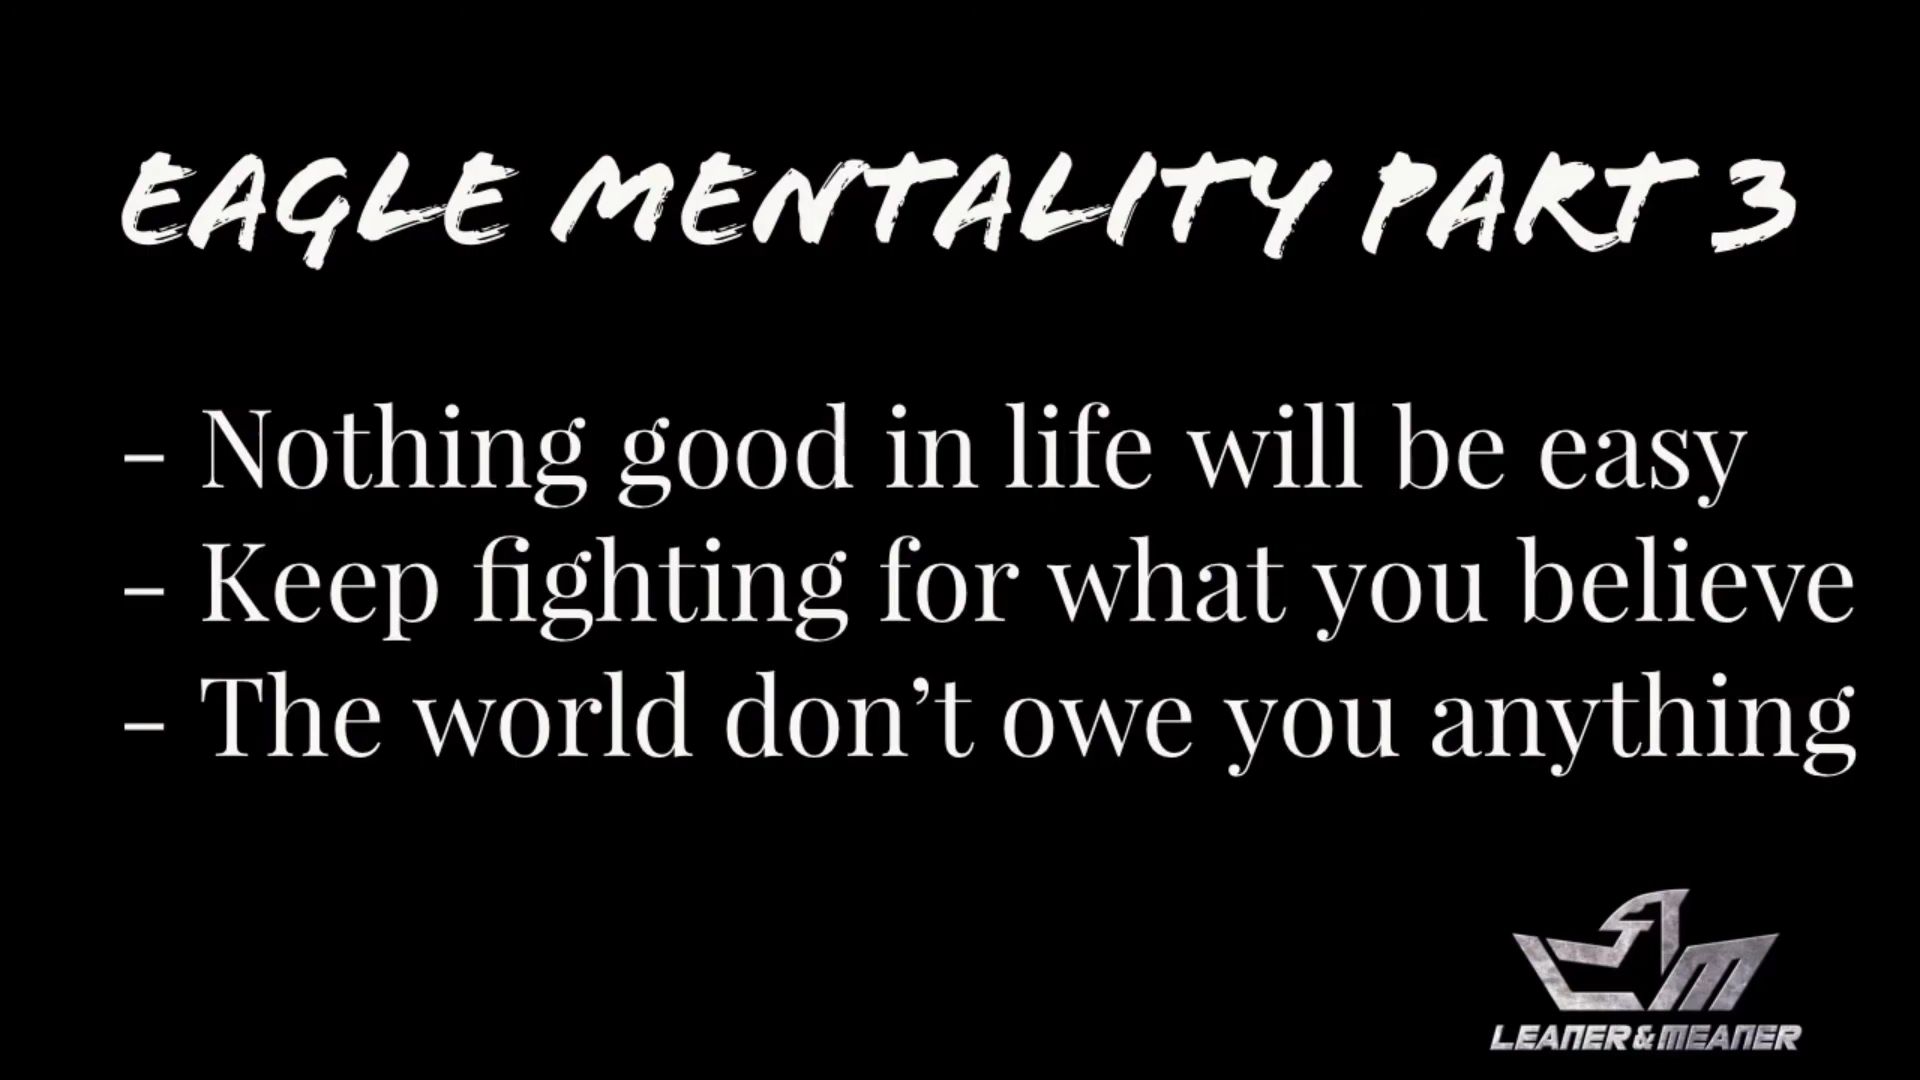 EAGLE MENTALITY PART 3
- Nothing good in life will be easy
- Keep fighting for what you believe
- The world don’t owe you anything
LEANER & MEANER